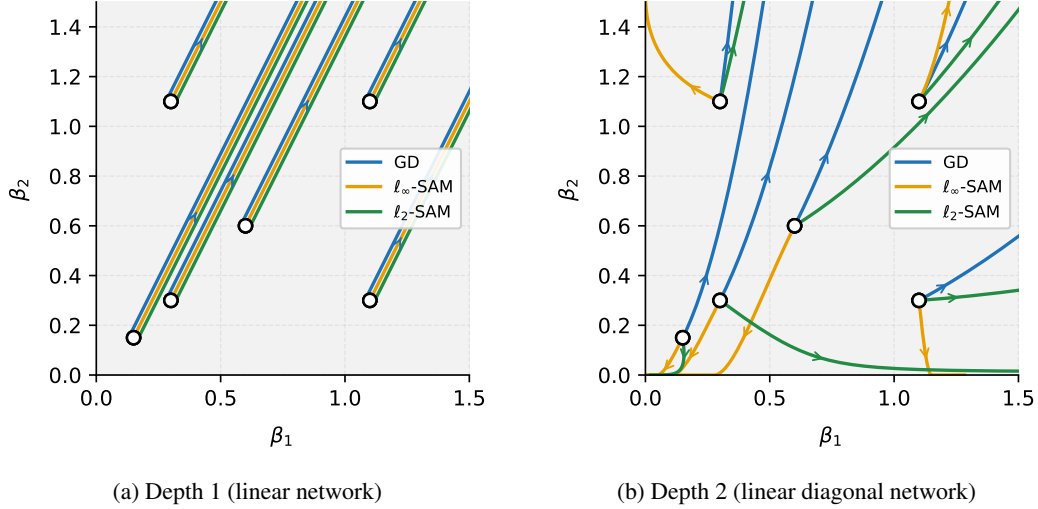 1.4
1.2
1.0
0.8
0.6
0.4
0.2
0.0
β₂
0.0 0.5 1.0 1.5
β₁
GD
ℓ∞-SAM
ℓ₂-SAM
(a) Depth 1 (linear network)
1.4
1.2
1.0
0.8
0.6
0.4
0.2
0.0
β₂
0.0 0.5 1.0 1.5
β₁
GD
ℓ∞-SAM
ℓ₂-SAM
(b) Depth 2 (linear diagonal network)